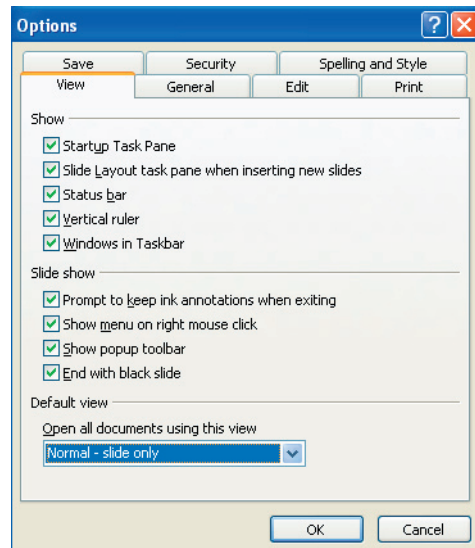 Options
Save Security Spelling and Style
View General Edit Print
Show
Startup Task Pane
Slide Layout task pane when inserting new slides
Status bar
Vertical ruler
Windows in Taskbar
Slide show
Prompt to keep ink annotations when exiting
Show menu on right mouse click
Show popup toolbar
End with black slide
Default view
Open all documents using this view
Normal - slide only
OK Cancel